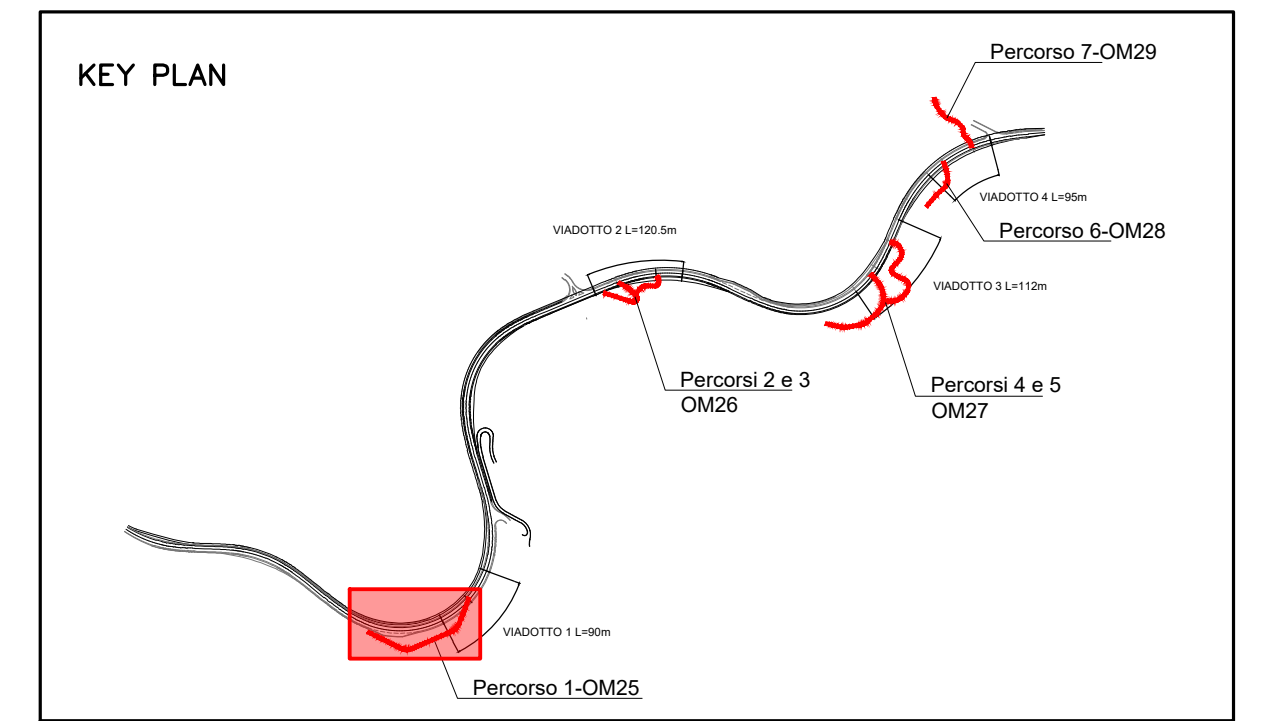 KEY PLAN
Percorso 7-OM29
VIADOTTO 4 L=95m
Percorso 6-OM28
VIADOTTO 2 L=120.5m
VIADOTTO 3 L=112m
Percorsi 2 e 3
OM26
Percorsi 4 e 5
OM27
VIADOTTO 1 L=90m
Percorso 1-OM25